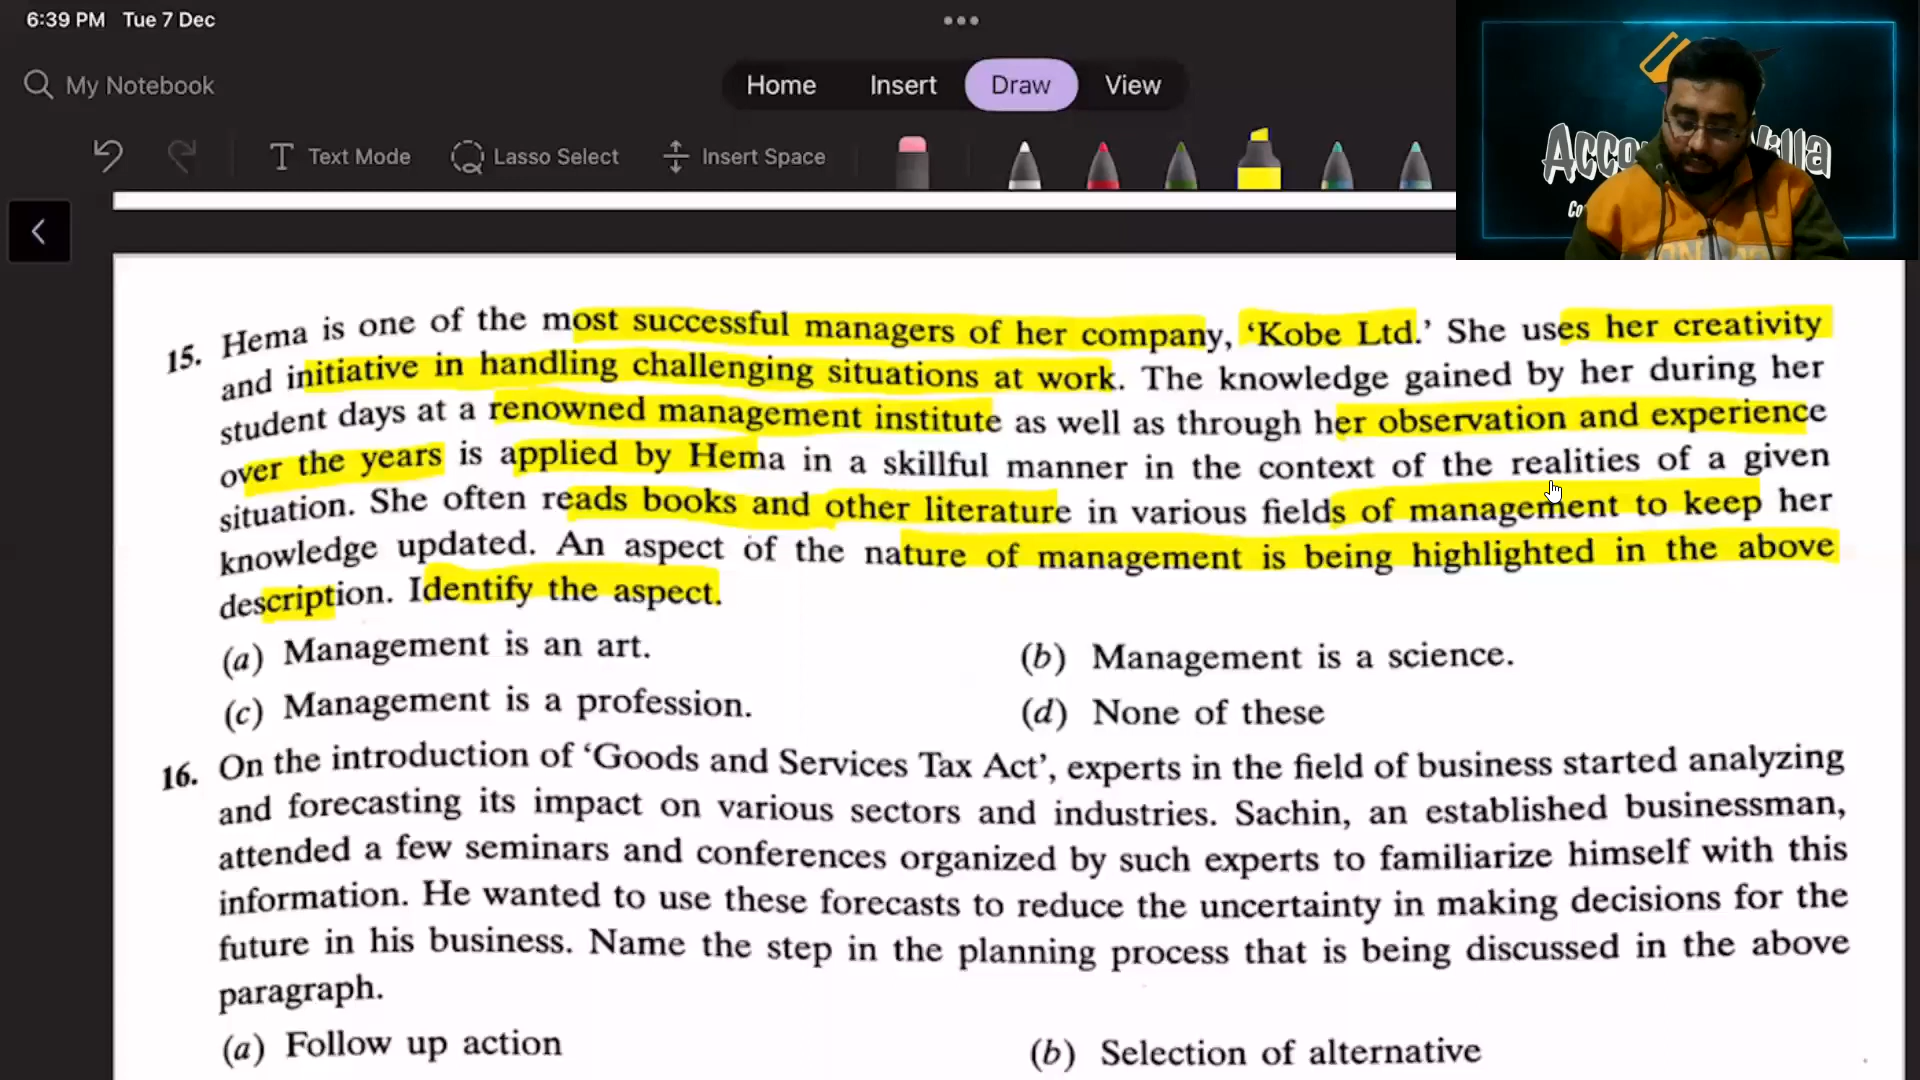 6:39 PM Tue 7 Dec
My Notebook
Home Insert Draw View
Text Mode Lasso Select Insert Space
15. Hema is one of the most successful managers of her company, ‘Kobe Ltd.’ She uses her creativity
and initiative in handling challenging situations at work. The knowledge gained by her during her
student days at a renowned management institute as well as through her observation and experience
over the years is applied by Hema in a skillful manner in the context of the realities of a given
situation. She often reads books and other literature in various fields of management to keep her
knowledge updated. An aspect of the nature of management is being highlighted in the above
description. Identify the aspect.
(a) Management is an art. (b) Management is a science.
(c) Management is a profession. (d) None of these
16. On the introduction of ‘Goods and Services Tax Act’, experts in the field of business started analyzing
and forecasting its impact on various sectors and industries. Sachin, an established businessman,
attended a few seminars and conferences organized by such experts to familiarize himself with this
information. He wanted to use these forecasts to reduce the uncertainty in making decisions for the
future in his business. Name the step in the planning process that is being discussed in the above
paragraph.
(a) Follow up action (b) Selection of alternative